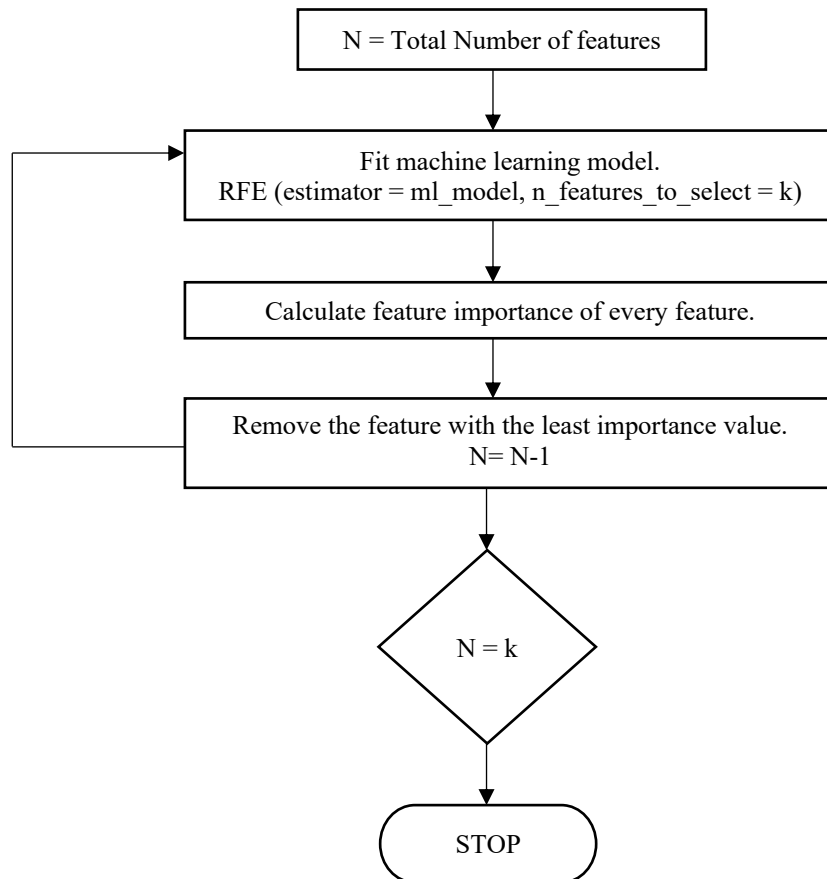 N = Total Number of features
Fit machine learning model.
RFE (estimator = ml_model, n_features_to_select = k)
Calculate feature importance of every feature.
Remove the feature with the least importance value.
N= N-1
N = k
STOP